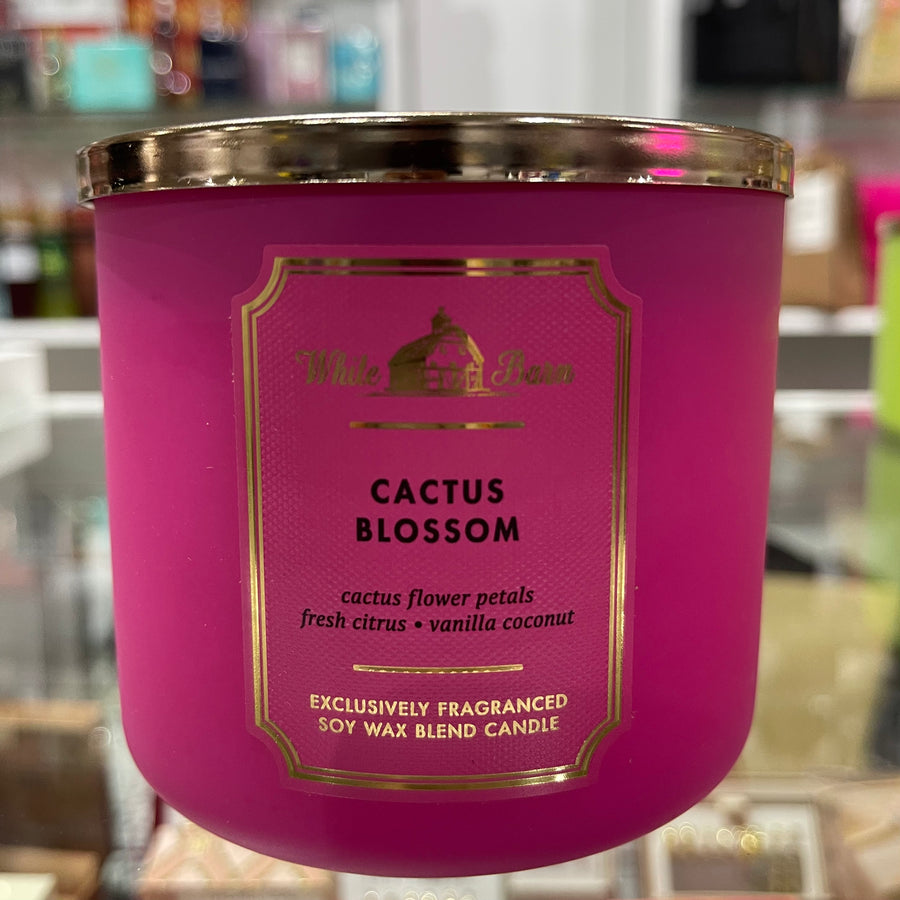 White Barn
CACTUS
BLOSSOM
cactus flower petals
fresh citrus • vanilla coconut
EXCLUSIVELY FRAGRANCED
SOY WAX BLEND CANDLE